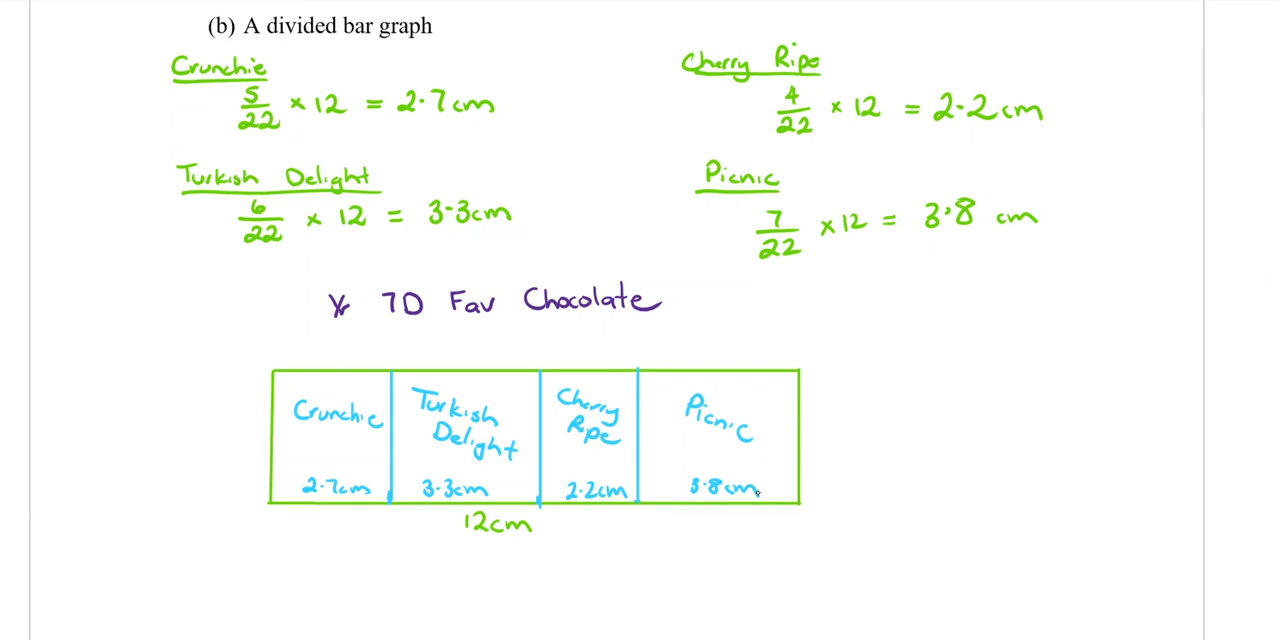 (b) A divided bar graph
Crunchie
5/22 × 12 = 2.7cm
Cherry Ripe
4/22 × 12 = 2.2cm
Turkish Delight
6/22 × 12 = 3.3cm
Picnic
7/22 × 12 = 3.8 cm
Yr 7D Fav Chocolate
Crunchie
2.7cm
Turkish
Delight
3.3cm
Cherry
Ripe
2.2cm
Picnic
3.8cm
12cm